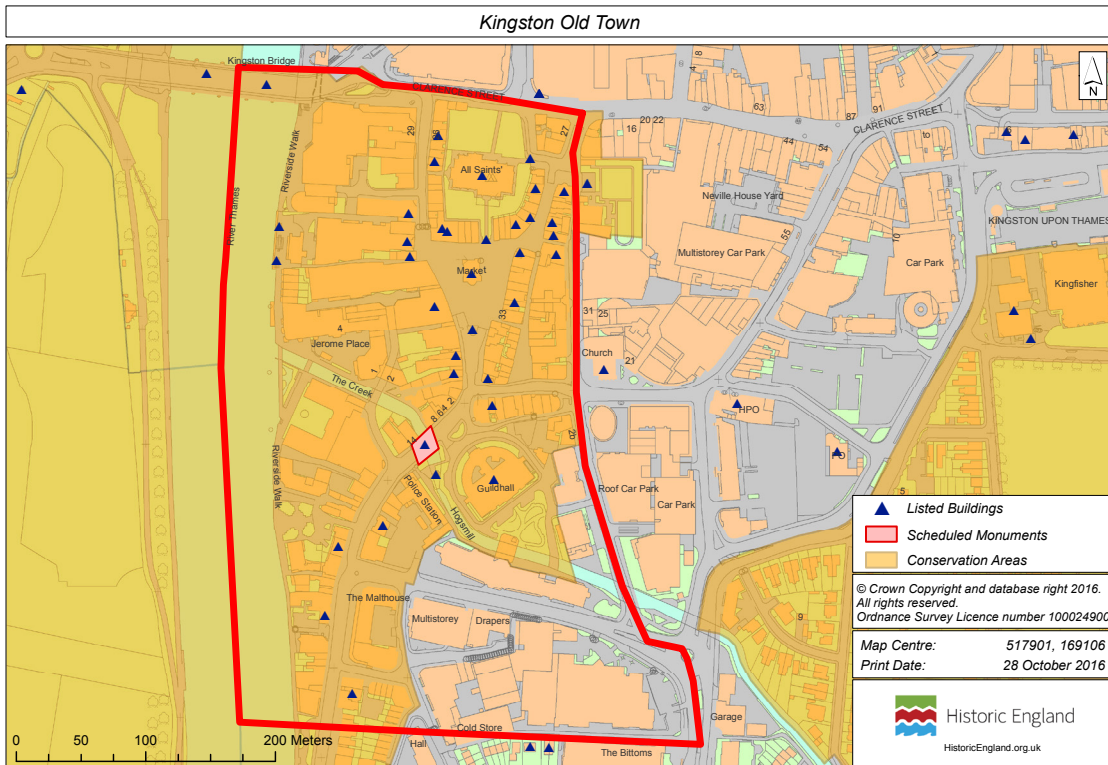 Kingston Old Town
Kingston Bridge
CLARENCE STREET
N
8
4
63
91
87
CLARENCE STREET
20 22
16
27
29
44
54
to
All Saints'
Riverside Walk
River Thames
Neville House Yard
KINGSTON UPON THAMES
55
10
Multistorey Car Park
Car Park
Market
Kingfisher
33
31
25
4
Jerome Place
Church
21
The Creek
1
2
HPO
8 6 4 2
14
2b
PO
Riverside Walk
Guildhall
Police Station
Roof Car Park
Car Park
5
Hogsmill
The Malthouse
Multistorey
Drapers
9
Cold Store
Garage
Hall
The Bittoms
0 50 100 200 Meters
Listed Buildings
Scheduled Monuments
Conservation Areas
© Crown Copyright and database right 2016.
All rights reserved.
Ordnance Survey Licence number 100024900
Map Centre: 517901, 169106
Print Date: 28 October 2016
Historic England
HistoricEngland.org.uk